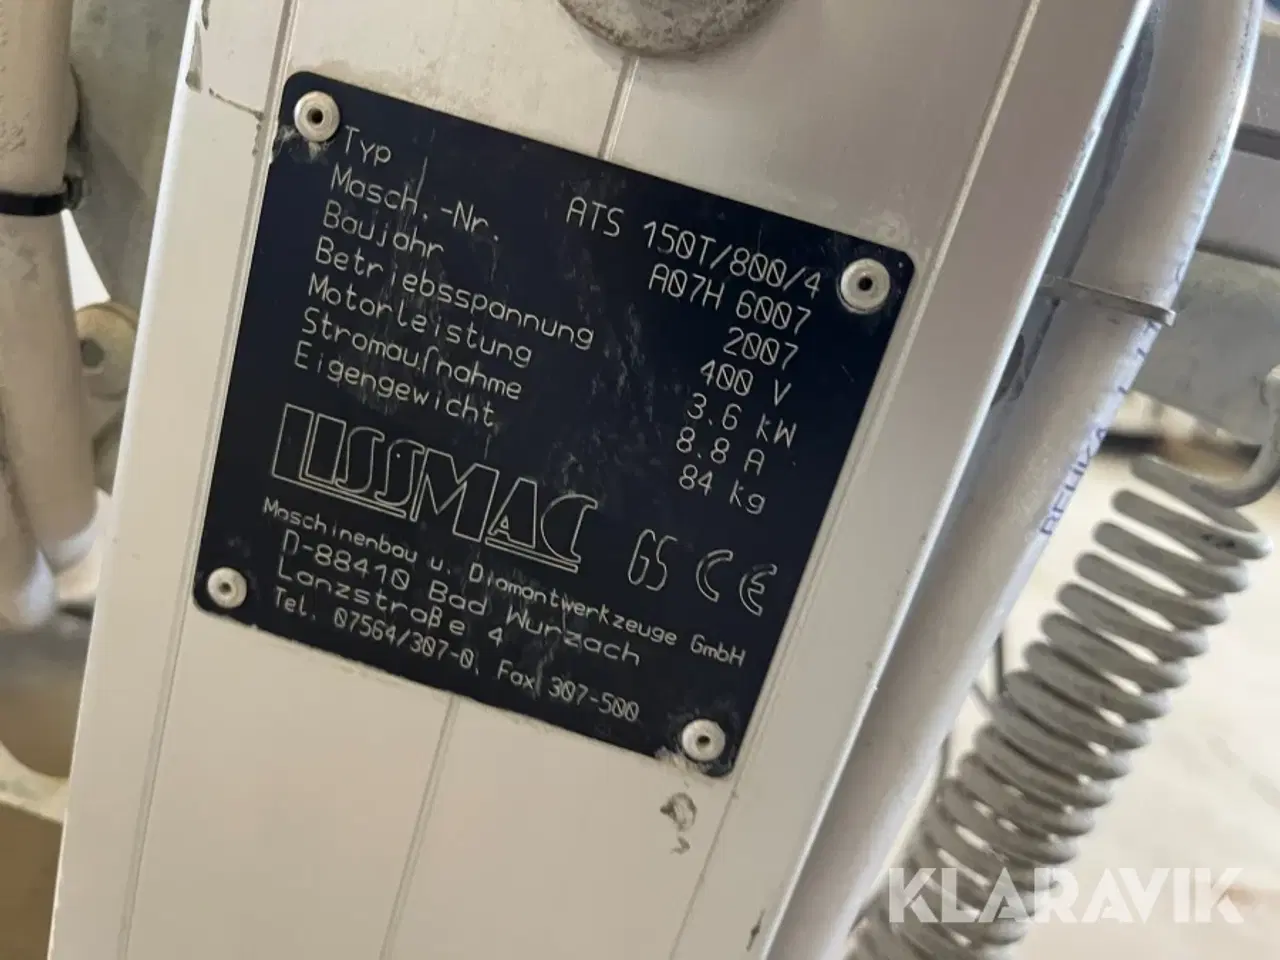 Typ ATS 150T/800/4
Masch.-Nr. A07H 6007
Baujahr 2007
Betriebsspannung 400 V
Motorleistung 3.6 kW
Stromaufnahme 8.8 A
Eigengewicht 84 kg
LISSMAC GS CE
Maschinenbau u. Diamantwerkzeuge GmbH
D-88410 Bad Wurzach
Lanzstraße 4
Tel. 07564/307-0, Fax 307-500
KLARAVIK